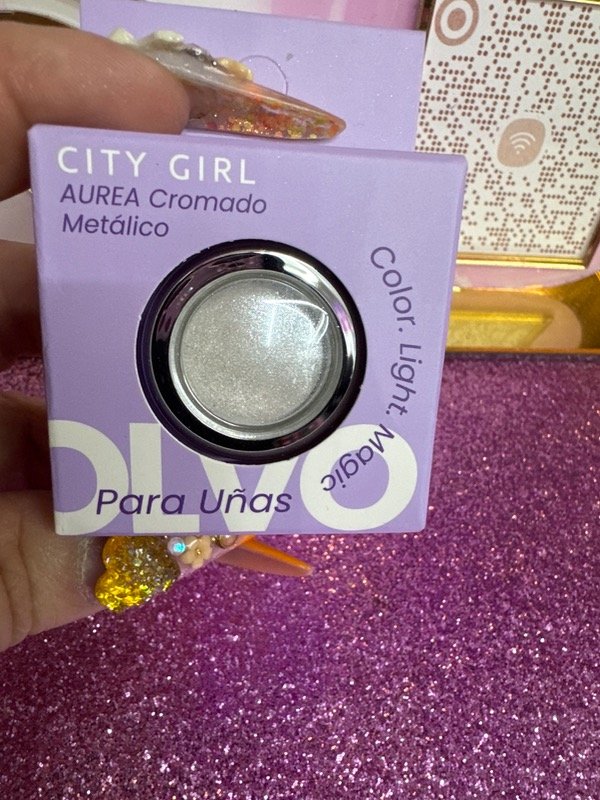 CITY GIRL
AUREA Cromado
Metálico
Color. Light. Magic
OLVO
Para Uñas